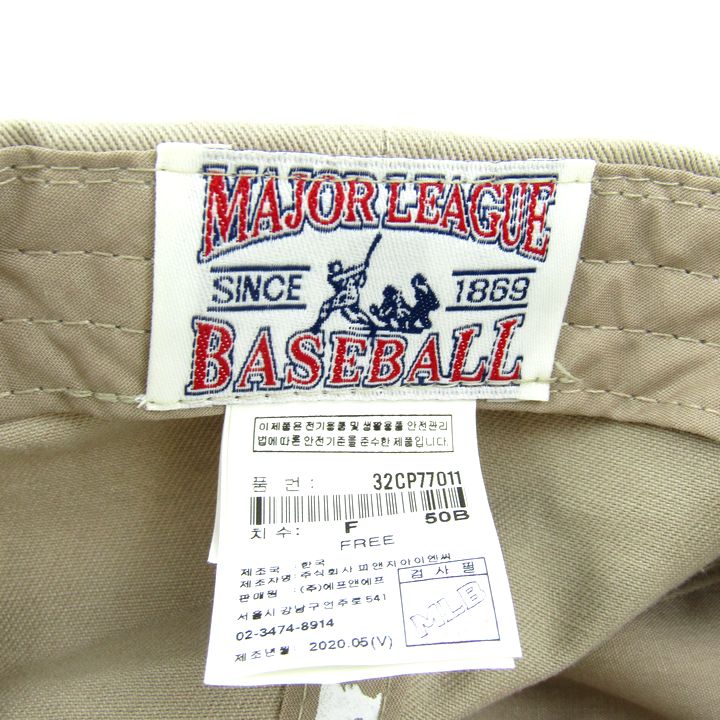 MAJOR LEAGUE
SINCE 1869
BASEBALL
이 제품은 전기용품 및 생활용품 안전관리
법에 따른 안전기준을 준수한 제품입니다.
품 번 : 32CP77011
치 수 : F 50B
FREE
제조국 : 한국
제조자명 : 주식회사 피앤지아이엔씨
판매원 : (주)에프앤에프
서울시 강남구 언주로 541
02-3474-8914
제조년월 2020.05(V)
검 사 필
MLB